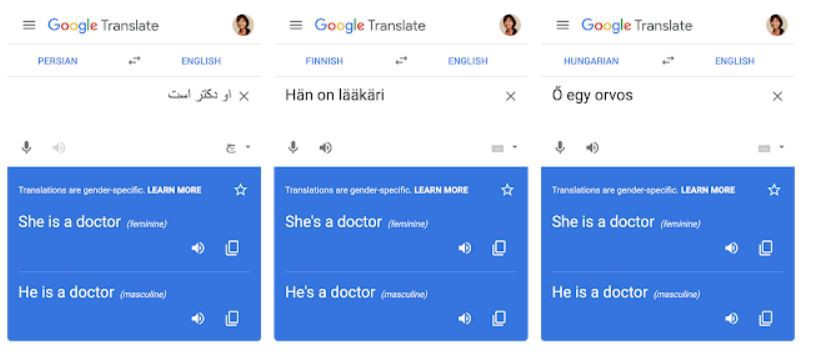 Google Translate
PERSIAN ENGLISH
او دکتر است
Translations are gender-specific. LEARN MORE
She is a doctor (feminine)
He is a doctor (masculine)
Google Translate
FINNISH ENGLISH
Hän on lääkäri
Translations are gender-specific. LEARN MORE
She's a doctor (feminine)
He's a doctor (masculine)
Google Translate
HUNGARIAN ENGLISH
Ő egy orvos
Translations are gender-specific. LEARN MORE
She is a doctor (feminine)
He is a doctor (masculine)